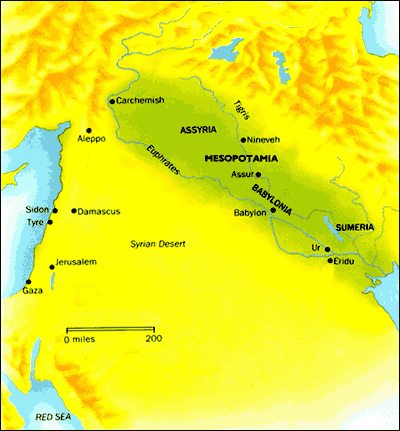 Carchemish
Tigris
ASSYRIA
Aleppo
Nineveh
Euphrates
MESOPOTAMIA
Assur
BABYLONIA
Sidon
Damascus
Babylon
Tyre
SUMERIA
Syrian Desert
Ur
Eridu
Jerusalem
Gaza
0 miles 200
RED SEA